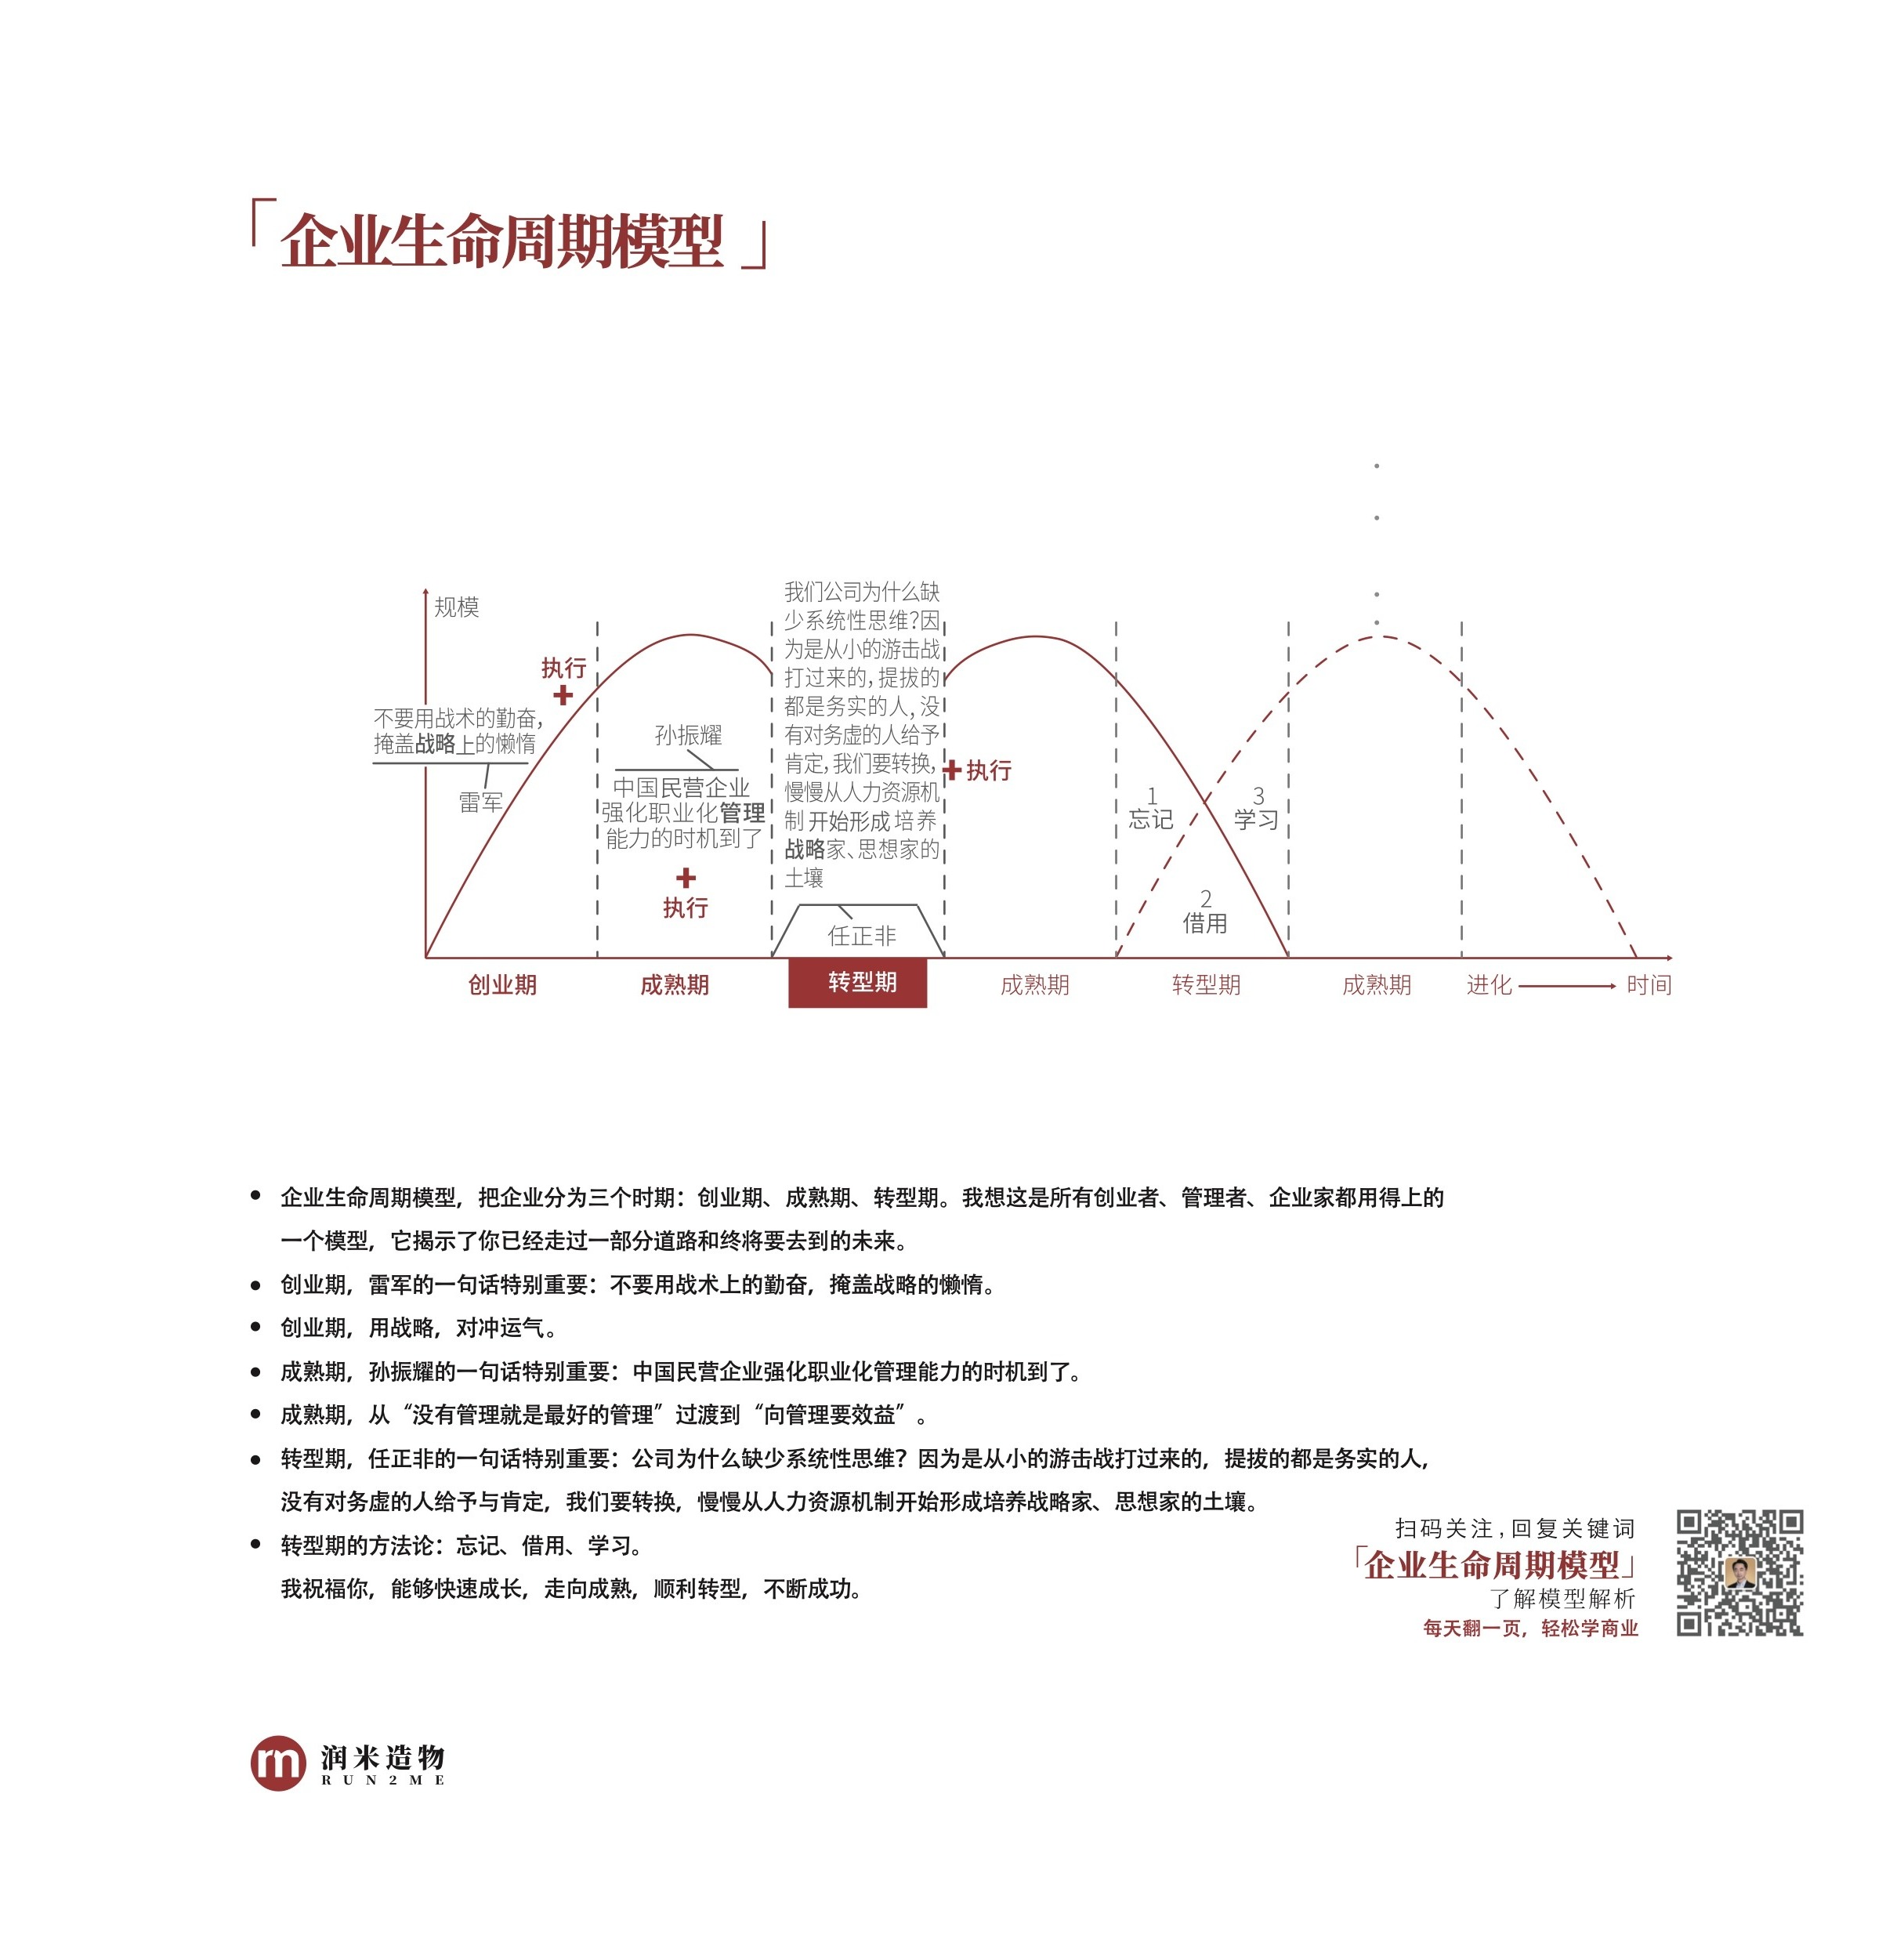 「企业生命周期模型」
规模
执行
不要用战术的勤奋，
掩盖战略上的懒惰
雷军
孙振耀
中国民营企业
强化职业化管理
能力的时机到了
执行
我们公司为什么缺
少系统性思维？因
为是从小的游击战
打过来的，提拔的
都是务实的人，没
有对务虚的人给予
肯定，我们要转换，
慢慢从人力资源机
制开始形成培养
战略家、思想家的
土壤
任正非
执行
1
忘记
3
学习
2
借用
创业期
成熟期
转型期
成熟期
转型期
成熟期
进化
时间
企业生命周期模型，把企业分为三个时期：创业期、成熟期、转型期。我想这是所有创业者、管理者、企业家都用得上的
一个模型，它揭示了你已经走过一部分道路和终将要去到的未来。
创业期，雷军的一句话特别重要：不要用战术上的勤奋，掩盖战略的懒惰。
创业期，用战略，对冲运气。
成熟期，孙振耀的一句话特别重要：中国民营企业强化职业化管理能力的时机到了。
成熟期，从“没有管理就是最好的管理”过渡到“向管理要效益”。
转型期，任正非的一句话特别重要：公司为什么缺少系统性思维？因为是从小的游击战打过来的，提拔的都是务实的人，
没有对务虚的人给予与肯定，我们要转换，慢慢从人力资源机制开始形成培养战略家、思想家的土壤。
转型期的方法论：忘记、借用、学习。
我祝福你，能够快速成长，走向成熟，顺利转型，不断成功。
扫码关注，回复关键词
「企业生命周期模型」
了解模型解析
每天翻一页，轻松学商业
m
润米造物
RUN2ME